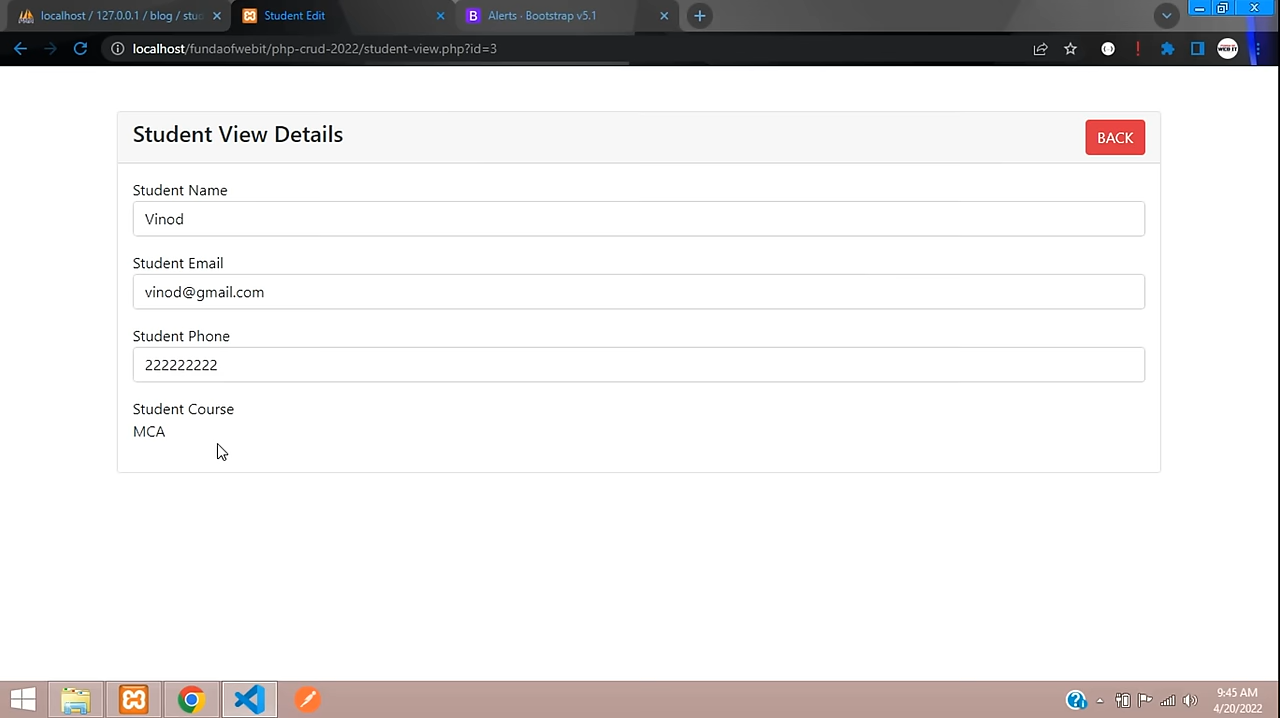 localhost / 127.0.0.1 / blog / stu
Student Edit
B Alerts - Bootstrap v5.1
localhost/fundaofwebit/php-crud-2022/student-view.php?id=3
Student View Details
BACK
Student Name
Vinod
Student Email
vinod@gmail.com
Student Phone
222222222
Student Course
MCA
9:45 AM
4/20/2022